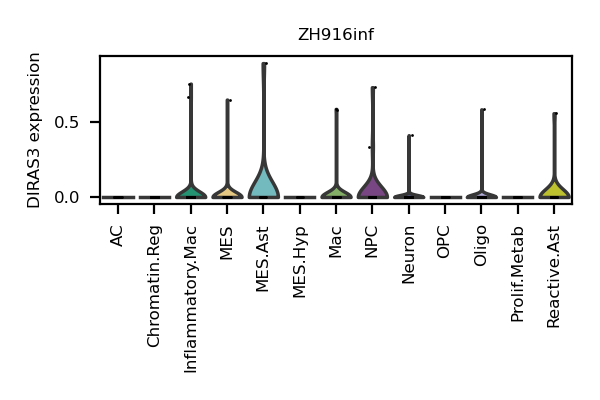 ZH916inf
DIRAS3 expression
0.5
0.0
AC
Chromatin.Reg
Inflammatory.Mac
MES
MES.Ast
MES.Hyp
Mac
NPC
Neuron
OPC
Oligo
Prolif.Metab
Reactive.Ast